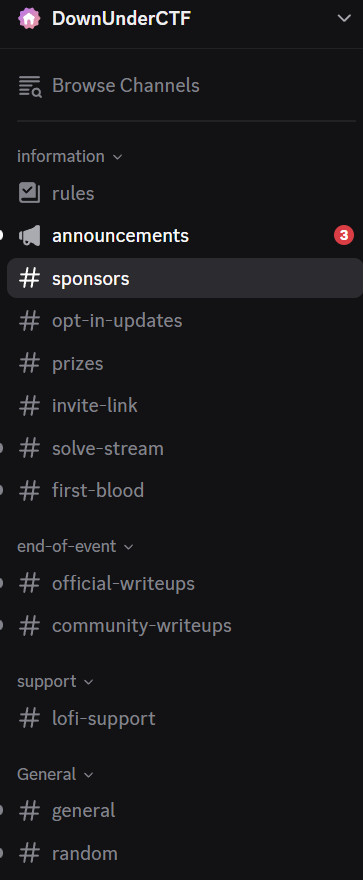 DownUnderCTF
Browse Channels
information
rules
announcements
3
sponsors
opt-in-updates
prizes
invite-link
solve-stream
first-blood
end-of-event
official-writeups
community-writeups
support
lofi-support
General
general
random